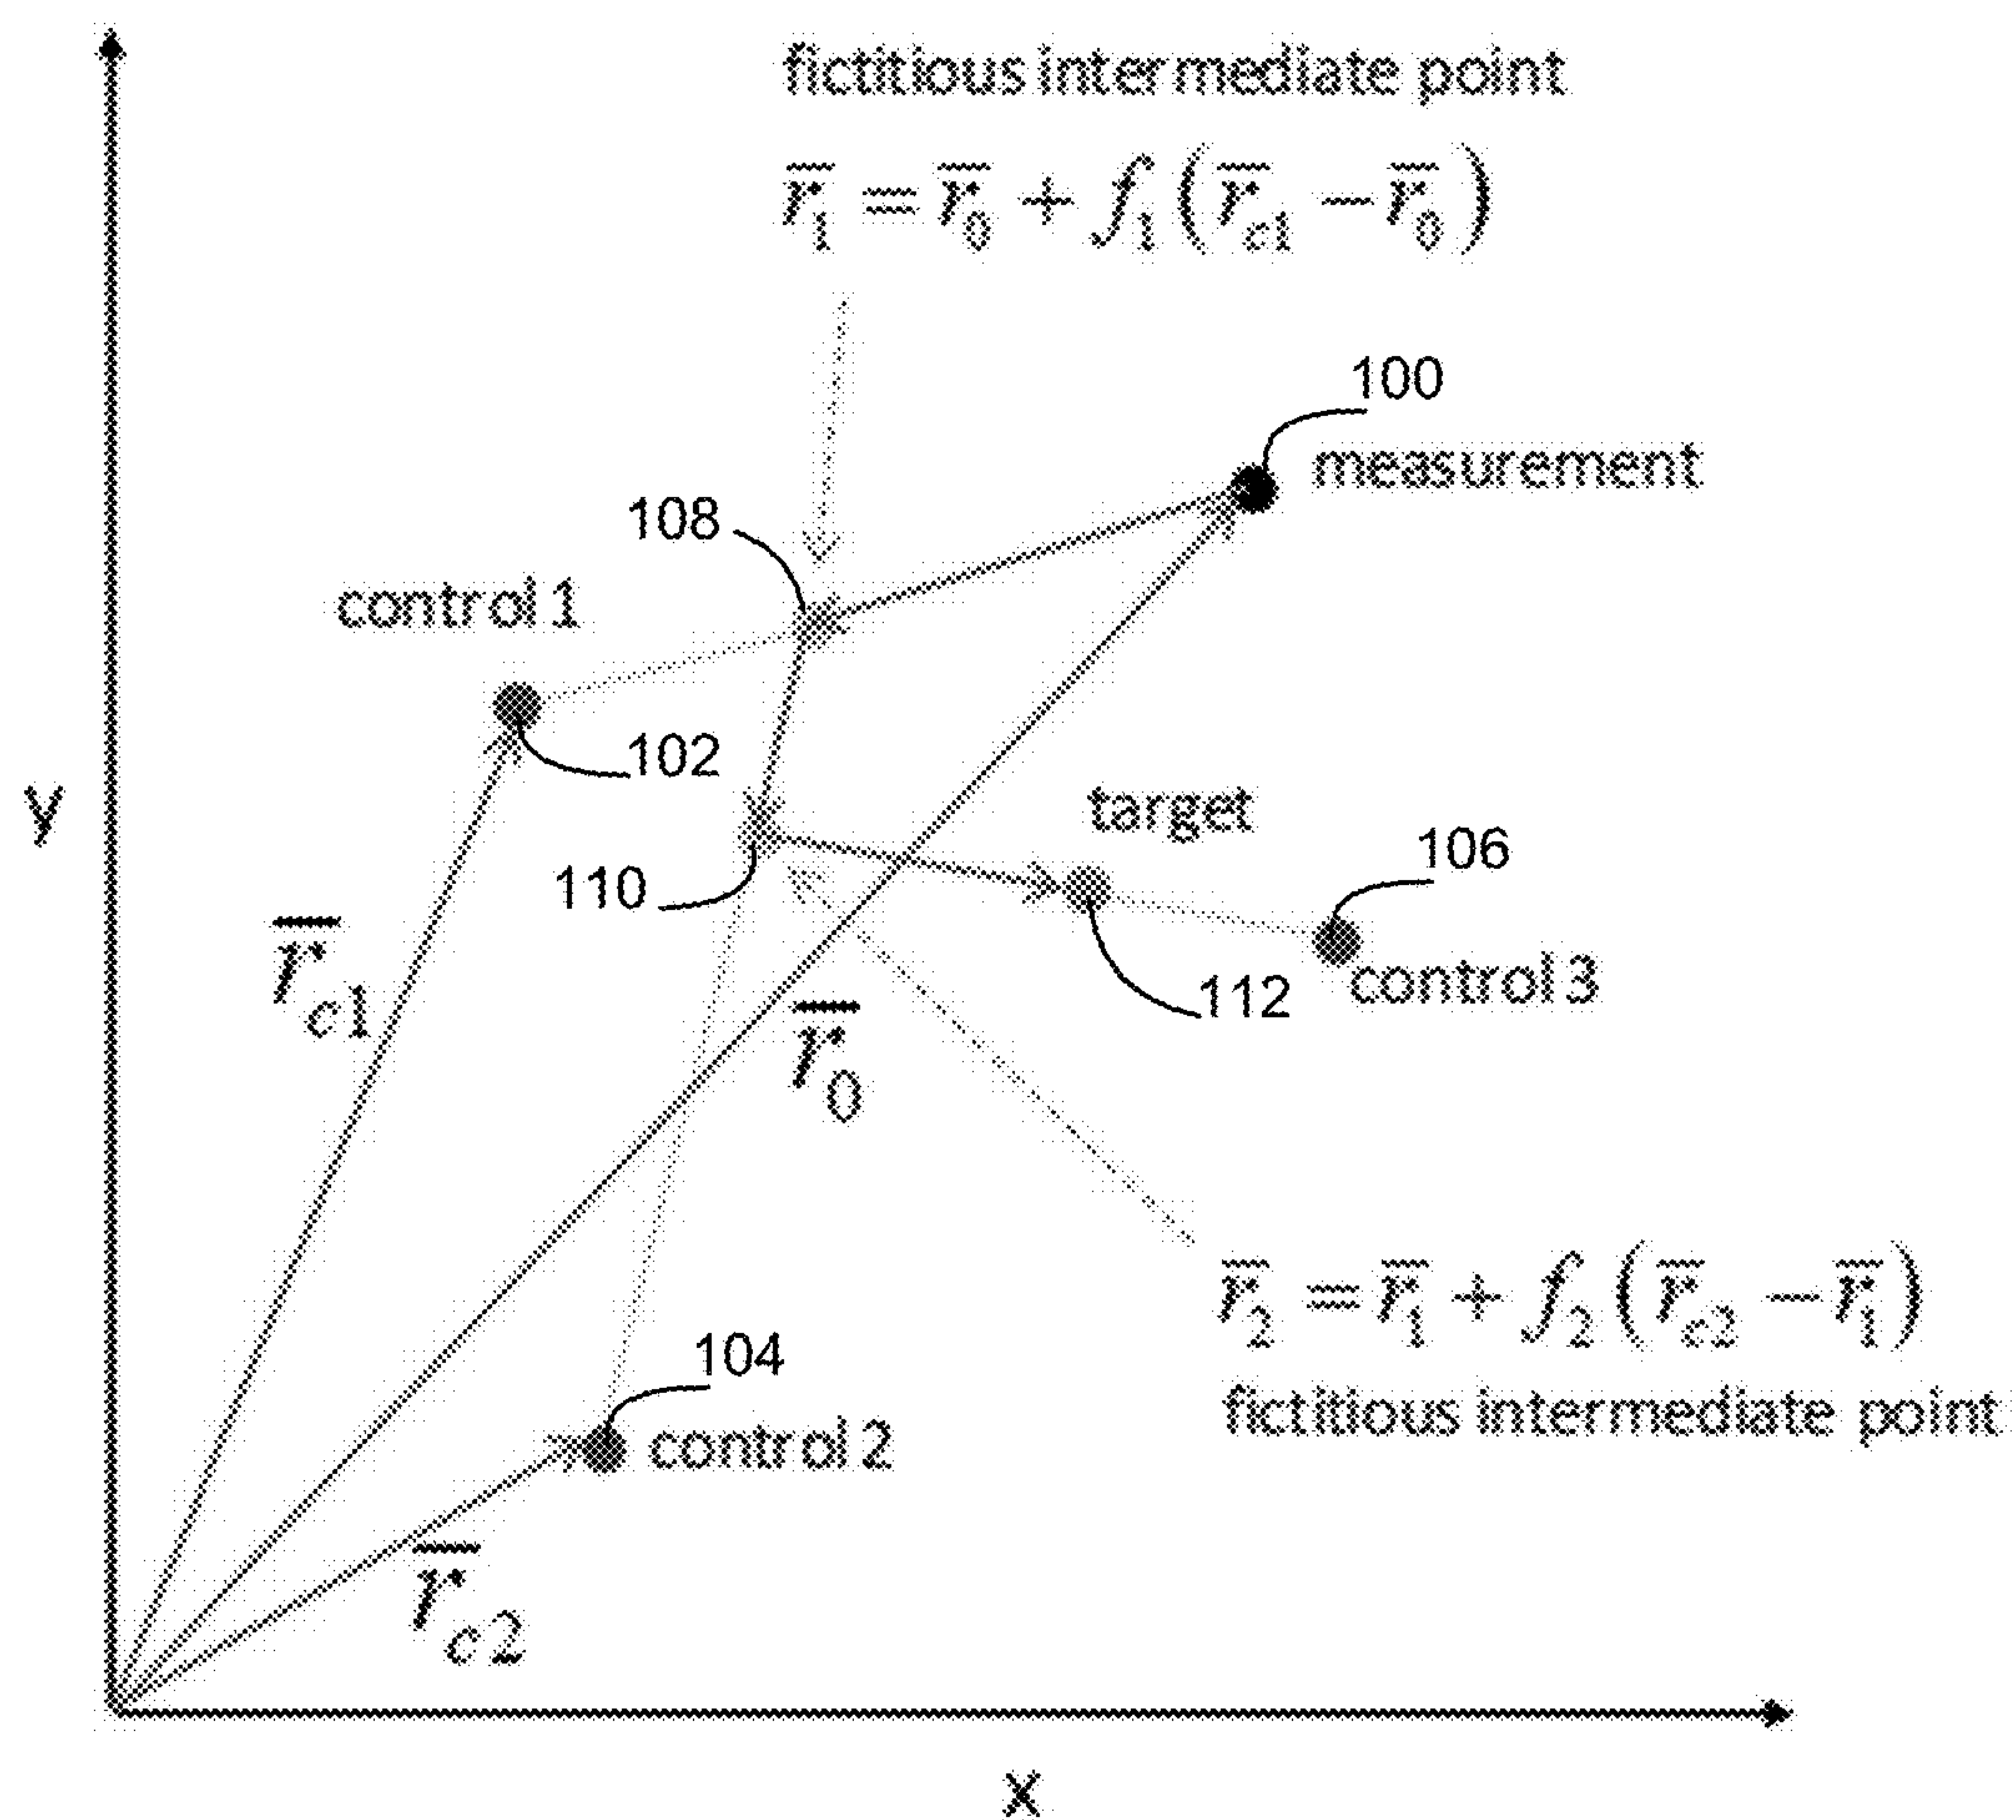 fictitious intermediate point
r̅₁ = r̅₀ + f₁ (r̅c1 − r̅₀)
100
measurement
108
control 1
102
target
106
110
r̅c1
control 3
112
r̅₀
y
r̅₂ = r̅₁ + f₂ (r̅c2 − r̅₁)
fictitious intermediate point
104
control 2
r̅c2
x